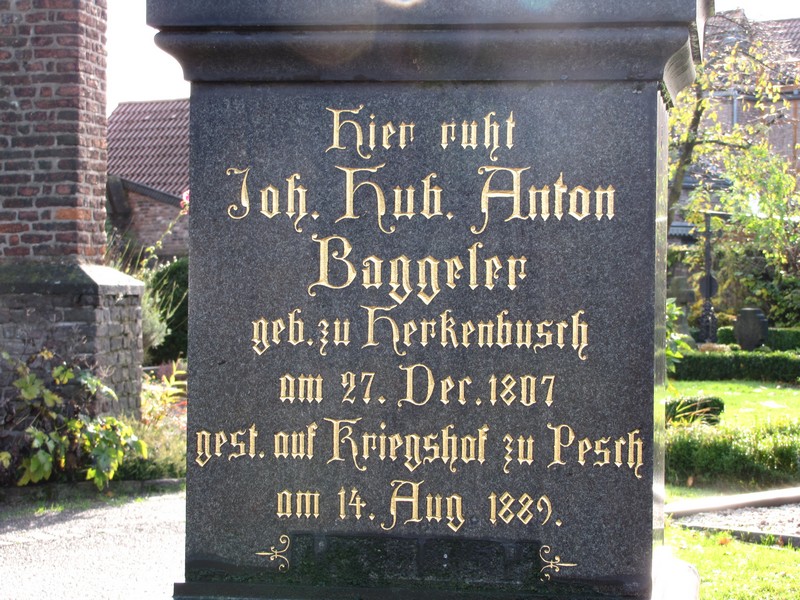 Hier ruht
Joh. Hub. Anton
Baggeler
geb. zu Herkenbusch
am 27. Dec. 1807
gest. auf Kriegshof zu Pesch
am 14. Aug 1889.